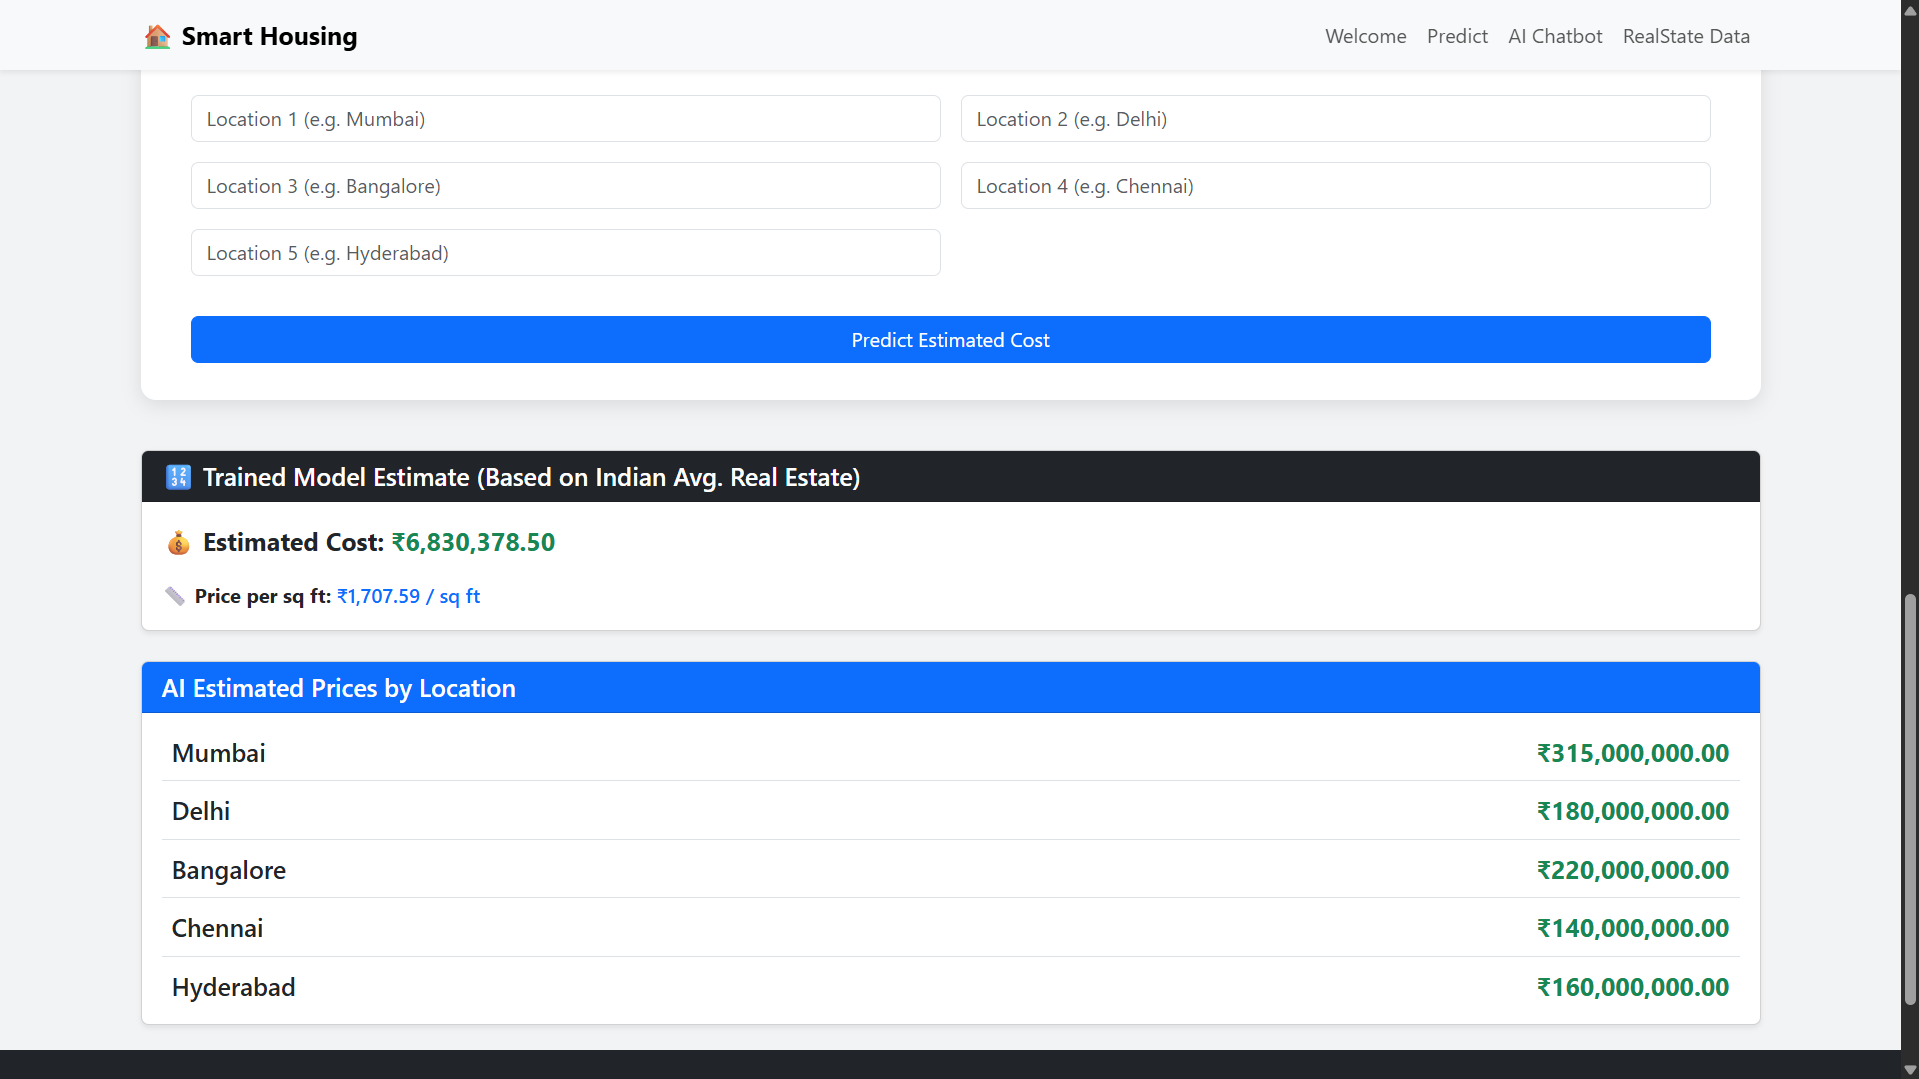 Smart Housing
Welcome Predict AI Chatbot RealState Data
Location 1 (e.g. Mumbai) Location 2 (e.g. Delhi)
Location 3 (e.g. Bangalore) Location 4 (e.g. Chennai)
Location 5 (e.g. Hyderabad)
Predict Estimated Cost
Trained Model Estimate (Based on Indian Avg. Real Estate)
Estimated Cost: ₹6,830,378.50
Price per sq ft: ₹1,707.59 / sq ft
AI Estimated Prices by Location
Mumbai ₹315,000,000.00
Delhi ₹180,000,000.00
Bangalore ₹220,000,000.00
Chennai ₹140,000,000.00
Hyderabad ₹160,000,000.00